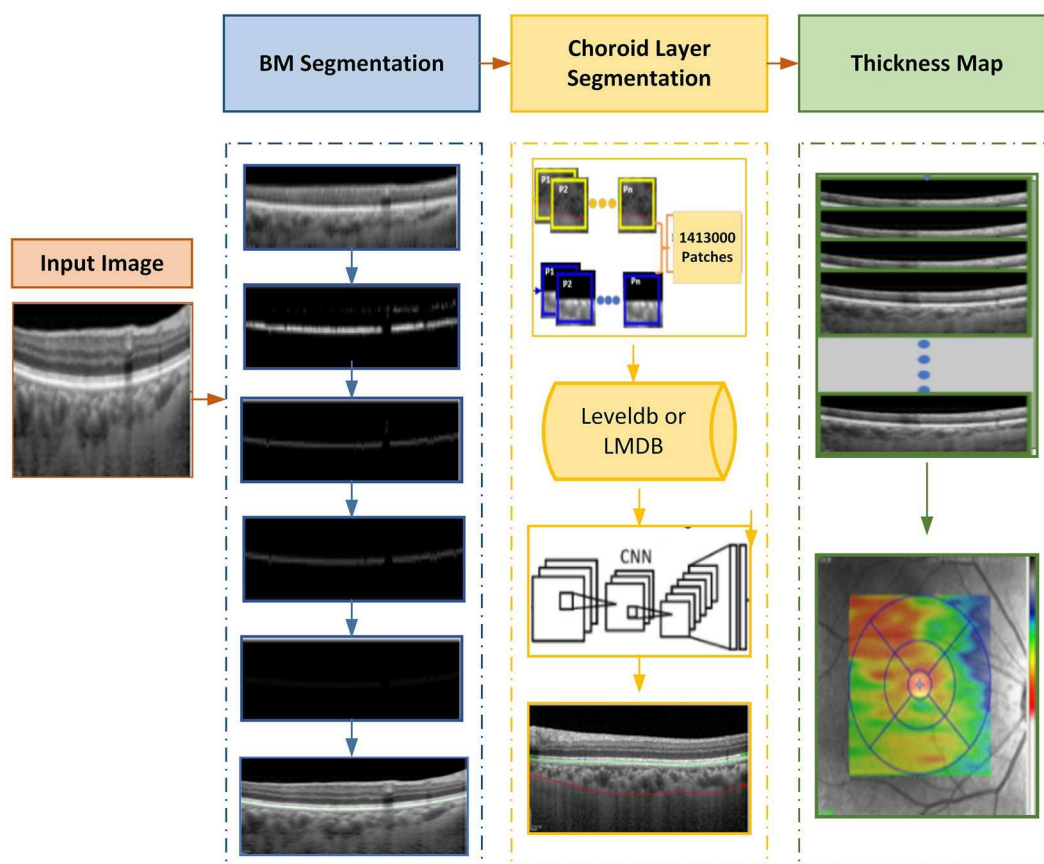 BM Segmentation
Choroid Layer
Segmentation
Thickness Map
Input Image
P1
P2
Pn
1413000
Patches
P1
P2
Pn
Leveldb or
LMDB
CNN